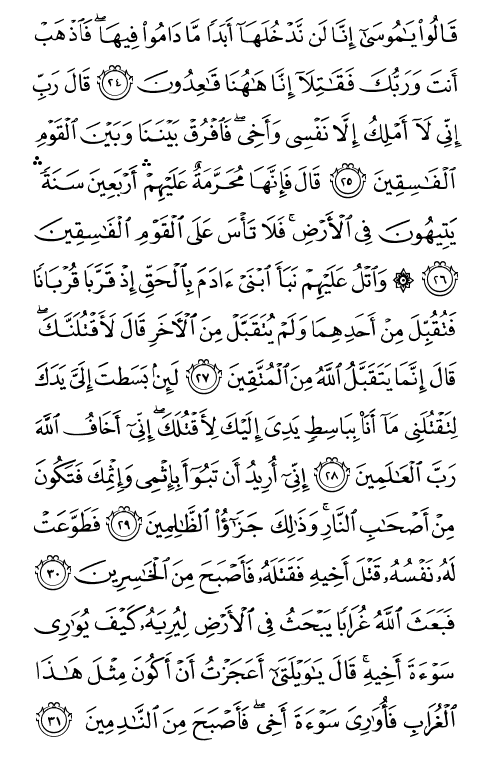 قَالُوا۟ يَـٰمُوسَىٰٓ إِنَّا لَن نَّدْخُلَهَآ أَبَدًا مَّا دَامُوا۟ فِيهَا ۖ فَٱذْهَبْ
أَنتَ وَرَبُّكَ فَقَـٰتِلَآ إِنَّا هَـٰهُنَا قَـٰعِدُونَ ٢٤ قَالَ رَبِّ
إِنِّى لَآ أَمْلِكُ إِلَّا نَفْسِى وَأَخِى ۖ فَٱفْرُقْ بَيْنَنَا وَبَيْنَ ٱلْقَوْمِ
ٱلْفَـٰسِقِينَ ٢٥ قَالَ فَإِنَّهَا مُحَرَّمَةٌ عَلَيْهِمْ ۛ أَرْبَعِينَ سَنَةً ۛ
يَتِيهُونَ فِى ٱلْأَرْضِ ۚ فَلَا تَأْسَ عَلَى ٱلْقَوْمِ ٱلْفَـٰسِقِينَ
٢٦ ۞ وَٱتْلُ عَلَيْهِمْ نَبَأَ ٱبْنَىْ ءَادَمَ بِٱلْحَقِّ إِذْ قَرَّبَا قُرْبَانًا
فَتُقُبِّلَ مِنْ أَحَدِهِمَا وَلَمْ يُتَقَبَّلْ مِنَ ٱلْـَٔاخَرِ قَالَ لَأَقْتُلَنَّكَ ۖ
قَالَ إِنَّمَا يَتَقَبَّلُ ٱللَّهُ مِنَ ٱلْمُتَّقِينَ ٢٧ لَئِنۢ بَسَطتَ إِلَىَّ يَدَكَ
لِتَقْتُلَنِى مَآ أَنَا۠ بِبَاسِطٍ يَدِىَ إِلَيْكَ لِأَقْتُلَكَ ۖ إِنِّىٓ أَخَافُ ٱللَّهَ
رَبَّ ٱلْعَـٰلَمِينَ ٢٨ إِنِّىٓ أُرِيدُ أَن تَبُوٓأَ بِإِثْمِى وَإِثْمِكَ فَتَكُونَ
مِنْ أَصْحَـٰبِ ٱلنَّارِ ۚ وَذَٰلِكَ جَزَٰٓؤُا۟ ٱلظَّـٰلِمِينَ ٢٩ فَطَوَّعَتْ
لَهُۥ نَفْسُهُۥ قَتْلَ أَخِيهِ فَقَتَلَهُۥ فَأَصْبَحَ مِنَ ٱلْخَـٰسِرِينَ ٣٠
فَبَعَثَ ٱللَّهُ غُرَابًا يَبْحَثُ فِى ٱلْأَرْضِ لِيُرِيَهُۥ كَيْفَ يُوَٰرِى
سَوْءَةَ أَخِيهِ ۚ قَالَ يَـٰوَيْلَتَىٰٓ أَعَجَزْتُ أَنْ أَكُونَ مِثْلَ هَـٰذَا
ٱلْغُرَابِ فَأُوَٰرِىَ سَوْءَةَ أَخِى ۖ فَأَصْبَحَ مِنَ ٱلنَّـٰدِمِينَ ٣١